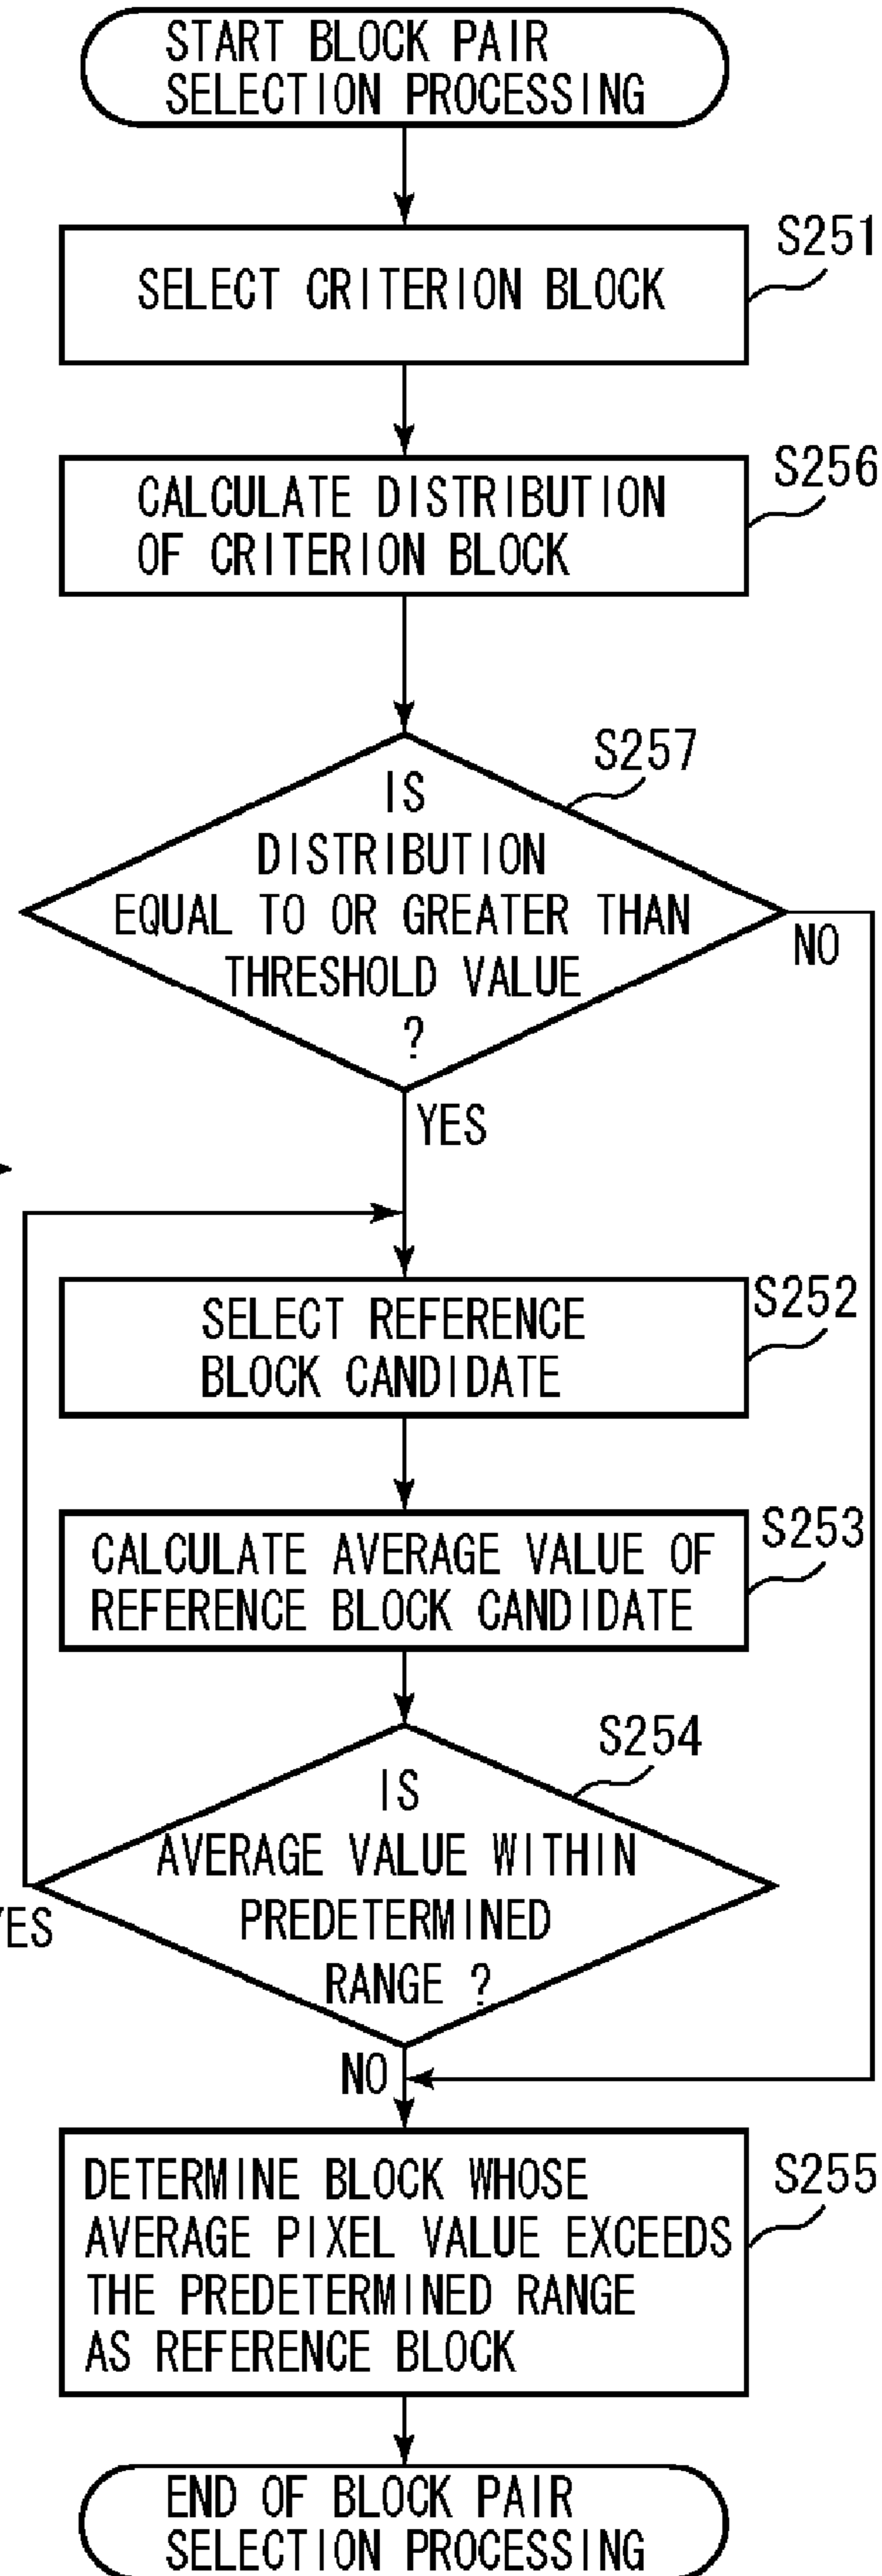 START BLOCK PAIR
SELECTION PROCESSING
S251
SELECT CRITERION BLOCK
S256
CALCULATE DISTRIBUTION
OF CRITERION BLOCK
S257
IS
DISTRIBUTION
EQUAL TO OR GREATER THAN
THRESHOLD VALUE
?
NO
YES
S252
SELECT REFERENCE
BLOCK CANDIDATE
S253
CALCULATE AVERAGE VALUE OF
REFERENCE BLOCK CANDIDATE
S254
IS
AVERAGE VALUE WITHIN
PREDETERMINED
RANGE ?
YES
NO
S255
DETERMINE BLOCK WHOSE
AVERAGE PIXEL VALUE EXCEEDS
THE PREDETERMINED RANGE
AS REFERENCE BLOCK
END OF BLOCK PAIR
SELECTION PROCESSING